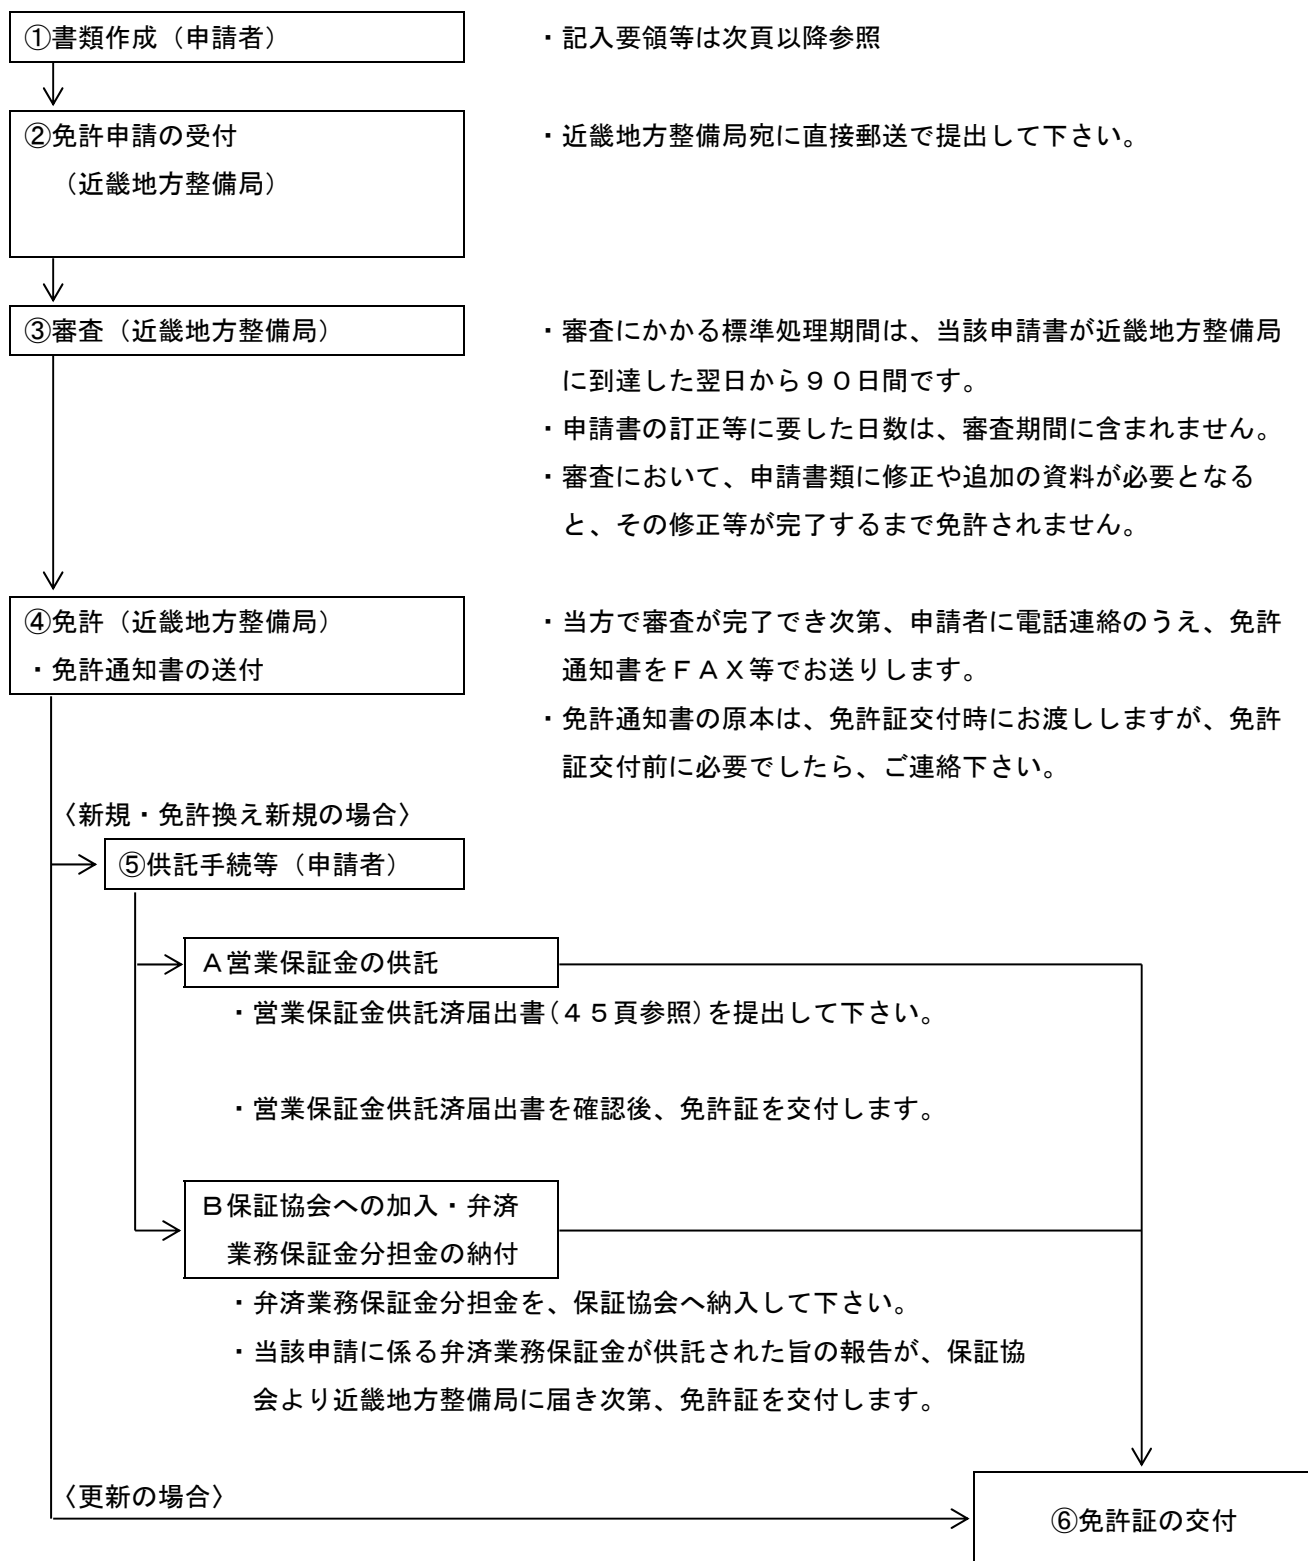 ①書類作成（申請者）
・記入要領等は次頁以降参照
②免許申請の受付
（近畿地方整備局）
・近畿地方整備局宛に直接郵送で提出して下さい。
③審査（近畿地方整備局）
・審査にかかる標準処理期間は、当該申請書が近畿地方整備局
に到達した翌日から９０日間です。
・申請書の訂正等に要した日数は、審査期間に含まれません。
・審査において、申請書類に修正や追加の資料が必要となる
と、その修正等が完了するまで免許されません。
④免許（近畿地方整備局）
・免許通知書の送付
・当方で審査が完了でき次第、申請者に電話連絡のうえ、免許
通知書をＦＡＸ等でお送りします。
・免許通知書の原本は、免許証交付時にお渡ししますが、免許
証交付前に必要でしたら、ご連絡下さい。
〈新規・免許換え新規の場合〉
⑤供託手続等（申請者）
Ａ営業保証金の供託
・営業保証金供託済届出書(４５頁参照)を提出して下さい。
・営業保証金供託済届出書を確認後、免許証を交付します。
Ｂ保証協会への加入・弁済
業務保証金分担金の納付
・弁済業務保証金分担金を、保証協会へ納入して下さい。
・当該申請に係る弁済業務保証金が供託された旨の報告が、保証協
会より近畿地方整備局に届き次第、免許証を交付します。
〈更新の場合〉
⑥免許証の交付